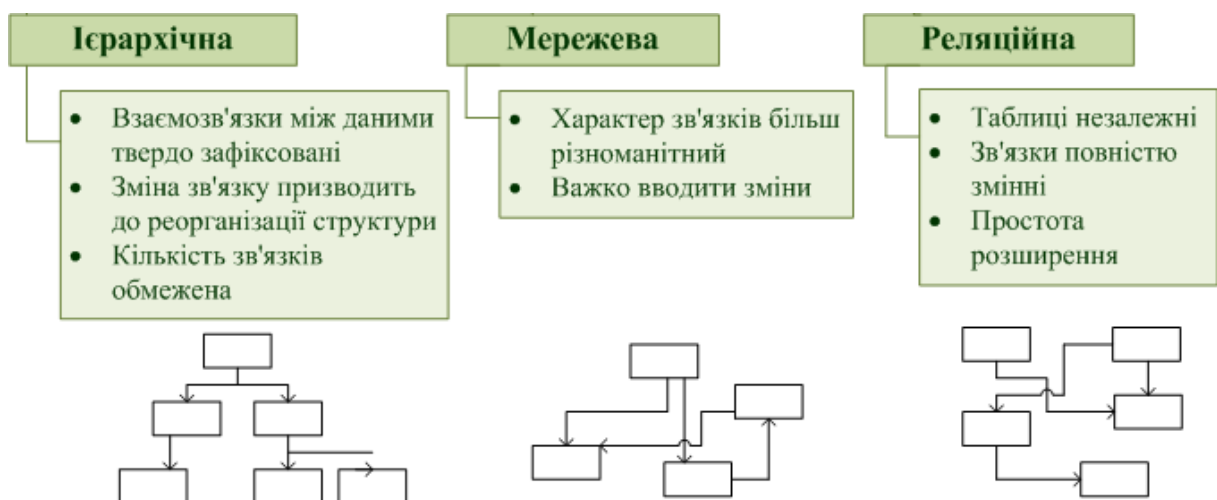 Ієрархічна
• Взаємозв'язки між даними
твердо зафіксовані
• Зміна зв'язку призводить
до реорганізації структури
• Кількість зв'язків
обмежена
Мережева
• Характер зв'язків більш
різноманітний
• Важко вводити зміни
Реляційна
• Таблиці незалежні
• Зв'язки повністю
змінні
• Простота
розширення